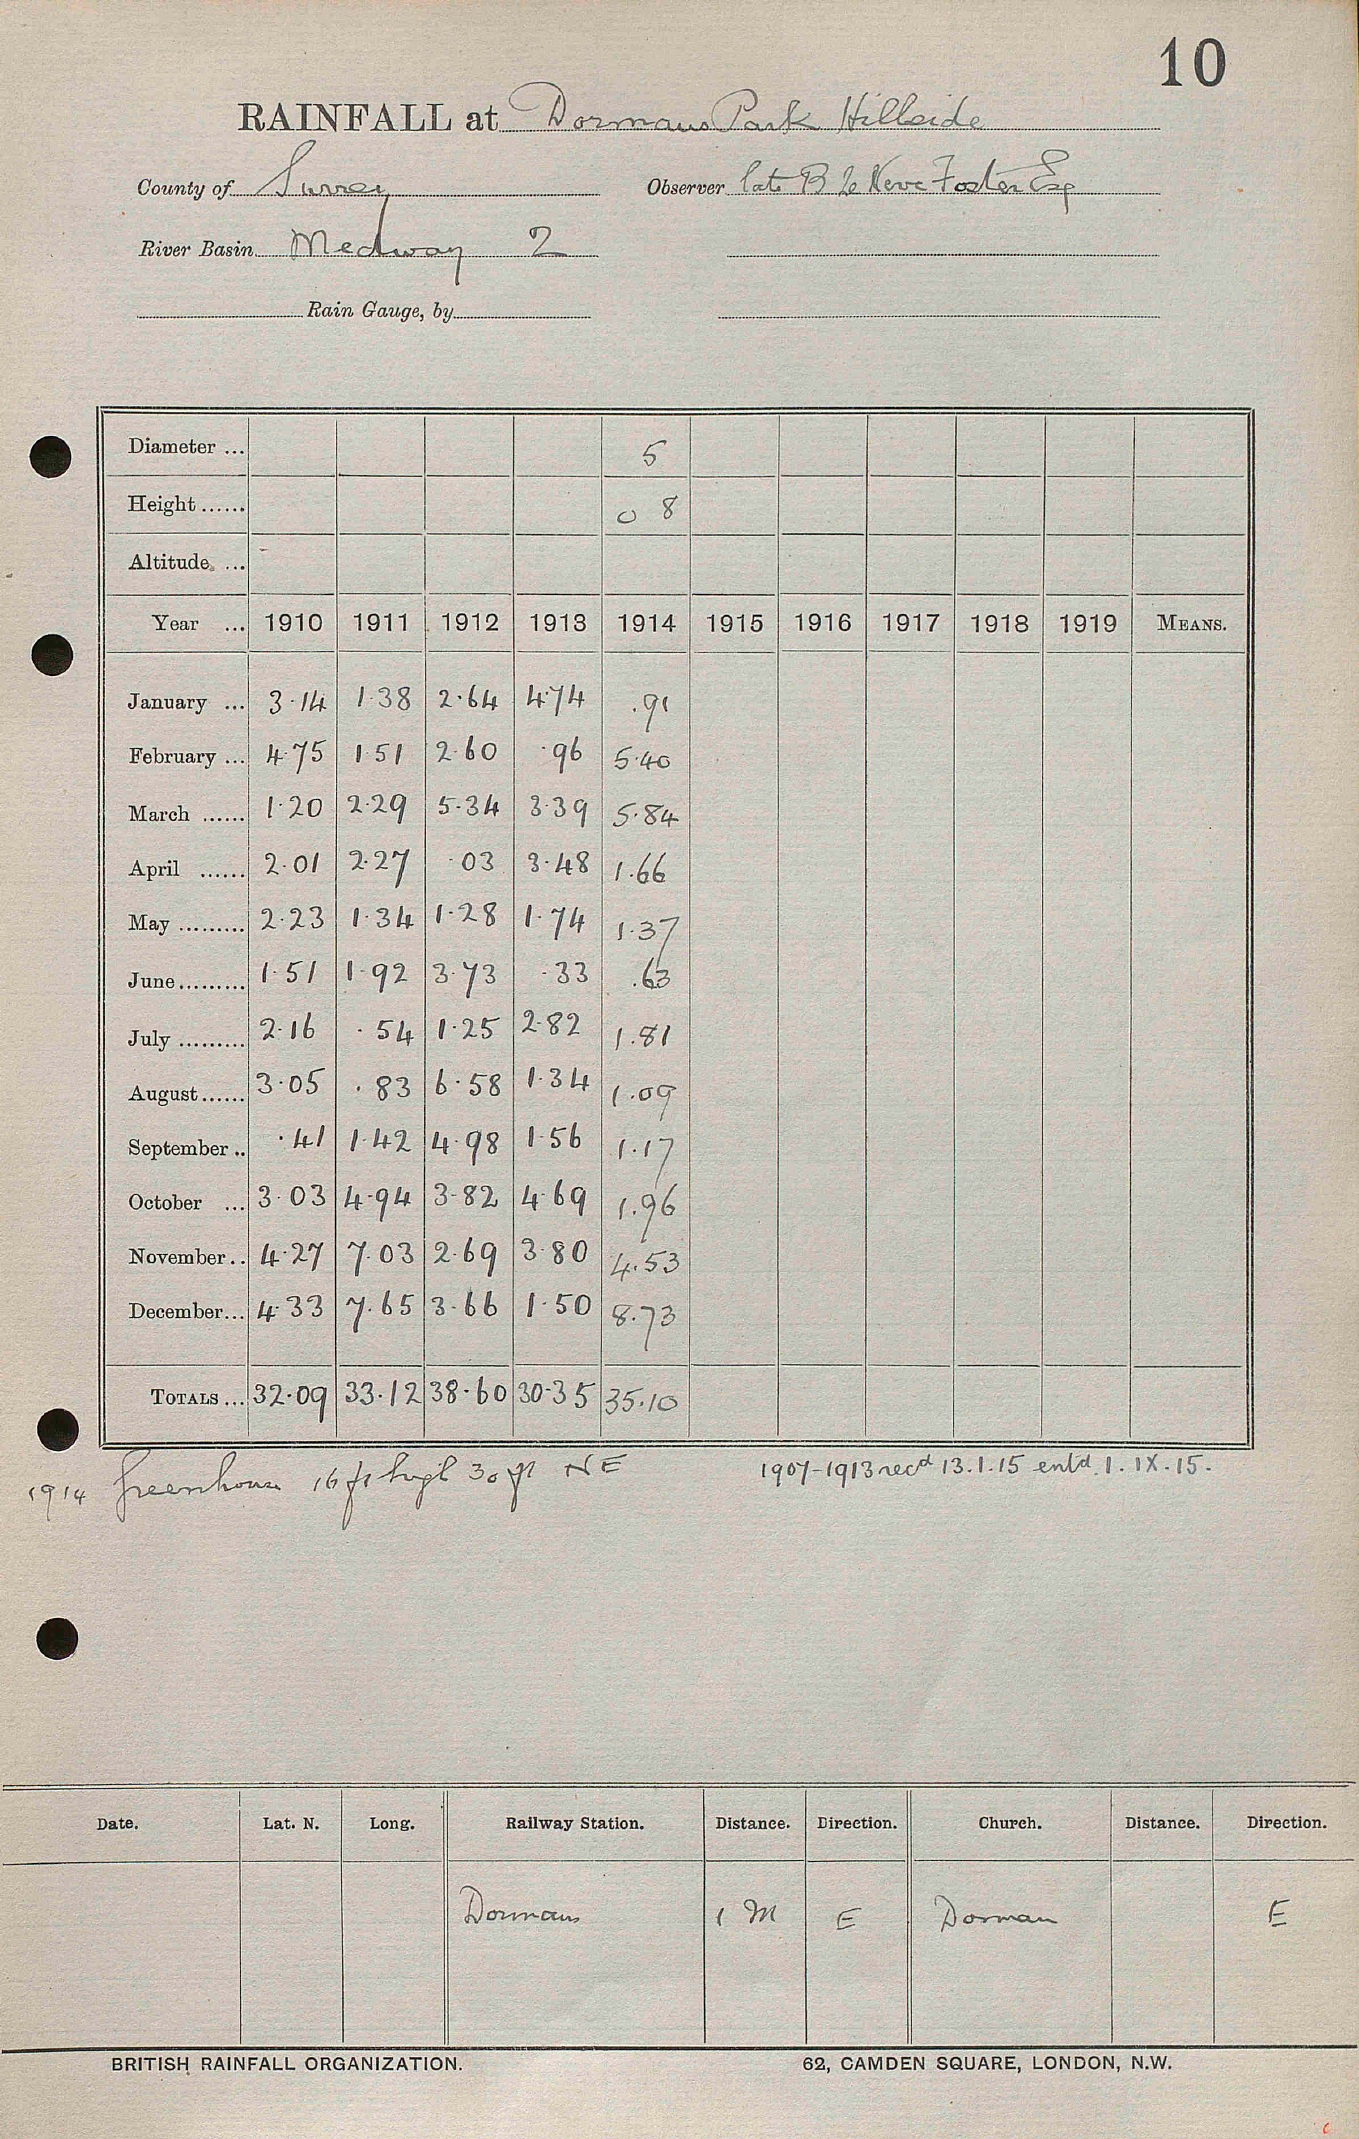 10
RAINFALL at Dormans Park Hillside
County of Surrey Observer late B Le Neve Foster Esq
River Basin Medway 2
Rain Gauge, by
Diameter ... 5
Height ...... 0 8
Altitude ...
Year ... 1910 1911 1912 1913 1914 1915 1916 1917 1918 1919 MEANS.
January ... 3.14 1.38 2.64 4.74 .91
February ... 4.75 1.51 2.60 .96 5.40
March ...... 1.20 2.29 5.34 3.39 5.84
April ...... 2.01 2.27 .03 3.48 1.66
May ......... 2.23 1.34 1.28 1.74 1.37
June ......... 1.51 1.92 3.73 .33 .63
July ......... 2.16 .54 1.25 2.82 1.81
August ...... 3.05 .83 6.58 1.34 1.09
September .. .41 1.42 4.98 1.56 1.17
October ... 3.03 4.94 3.82 4.69 1.96
November .. 4.27 7.03 2.69 3.80 4.53
December ... 4.33 7.65 3.66 1.50 8.73
TOTALS ... 32.09 33.12 38.60 30.35 35.10
1914 Greenhouse 16 ft high 30 ft NE 1907-1913 recd 13.1.15 entd. 1.IX.15.
Date. Lat. N. Long. Railway Station. Distance. Direction. Church. Distance. Direction.
Dormans 1 M E Dorman E
BRITISH RAINFALL ORGANIZATION. 62, CAMDEN SQUARE, LONDON, N.W.